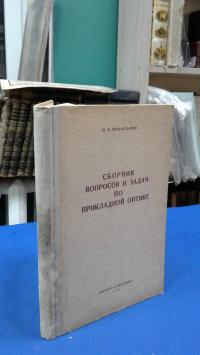 СБОРНИК
ВОПРОСОВ И ЗАДАЧ
ПО
ПРИКЛАДНОЙ ОПТИКЕ